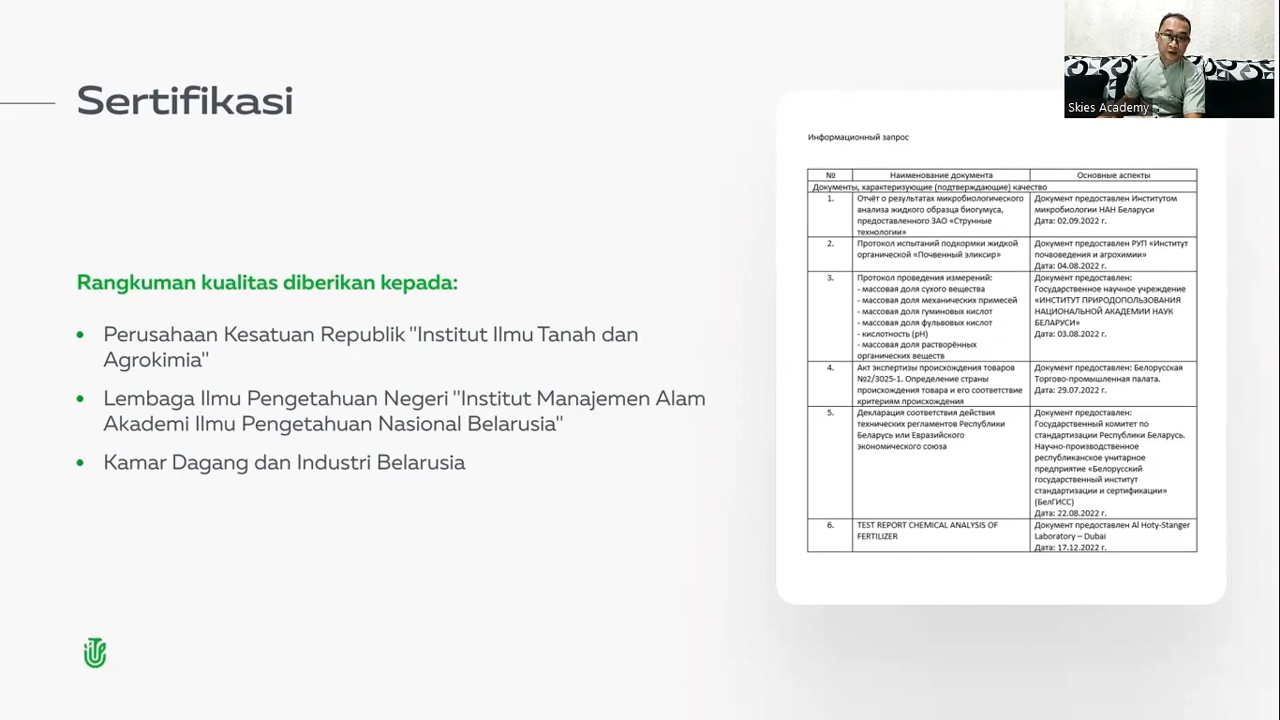 Sertifikasi
Rangkuman kualitas diberikan kepada:
• Perusahaan Kesatuan Republik "Institut Ilmu Tanah dan
Agrokimia"
• Lembaga Ilmu Pengetahuan Negeri "Institut Manajemen Alam
Akademi Ilmu Pengetahuan Nasional Belarusia"
• Kamar Dagang dan Industri Belarusia
Skies Academy
Информационный запрос
№ Наименование документа Основные аспекты
Документы, характеризующие (подтверждающие) качество
1.
Отчёт о результатах микробиологического
анализа жидкого образца биогумуса,
предоставленного ЗАО «Струнные
технологии»
Документ предоставлен Институтом
микробиологии НАН Беларуси
Дата: 02.09.2022 г.
2.
Протокол испытаний подкормки жидкой
органической «Почвенный эликсир»
Документ предоставлен РУП «Институт
почвоведения и агрохимии»
Дата: 04.08.2022 г.
3.
Протокол проведения измерений:
- массовая доля сухого вещества
- массовая доля механических примесей
- массовая доля гуминовых кислот
- массовая доля фульвовых кислот
- кислотность (pH)
- массовая доля растворённых
органических веществ
Документ предоставлен:
Государственное научное учреждение
«ИНСТИТУТ ПРИРОДОПОЛЬЗОВАНИЯ
НАЦИОНАЛЬНОЙ АКАДЕМИИ НАУК
БЕЛАРУСИ»
Дата: 03.08.2022 г.
4.
Акт экспертизы происхождения товаров
№2/3025-1. Определение страны
происхождения товара и его соответствие
критериям происхождения
Документ предоставлен: Белорусская
Торгово-промышленная палата.
Дата: 29.07.2022 г.
5.
Декларация соответствия действия
технических регламентов Республики
Беларусь или Евразийского
экономического союза
Документ предоставлен:
Государственный комитет по
стандартизации Республики Беларусь.
Научно-производственное
республиканское унитарное
предприятие «Белорусский
государственный институт
стандартизации и сертификации»
(БелГИСС)
Дата: 22.08.2022 г.
6.
TEST REPORT CHEMICAL ANALYSIS OF
FERTILIZER
Документ предоставлен Al Hoty-Stanger
Laboratory – Dubai
Дата: 17.12.2022 г.